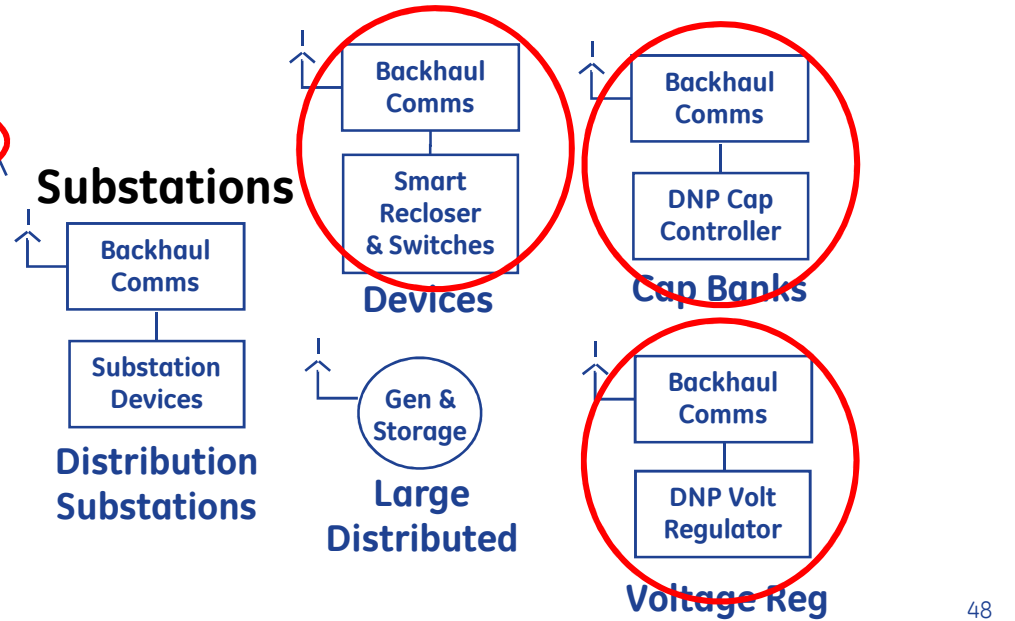 Substations
Backhaul
Comms
Substation
Devices
Distribution
Substations
Backhaul
Comms
Smart
Recloser
& Switches
Devices
Gen &
Storage
Large
Distributed
Backhaul
Comms
DNP Cap
Controller
Cap Banks
Backhaul
Comms
DNP Volt
Regulator
Voltage Reg
48